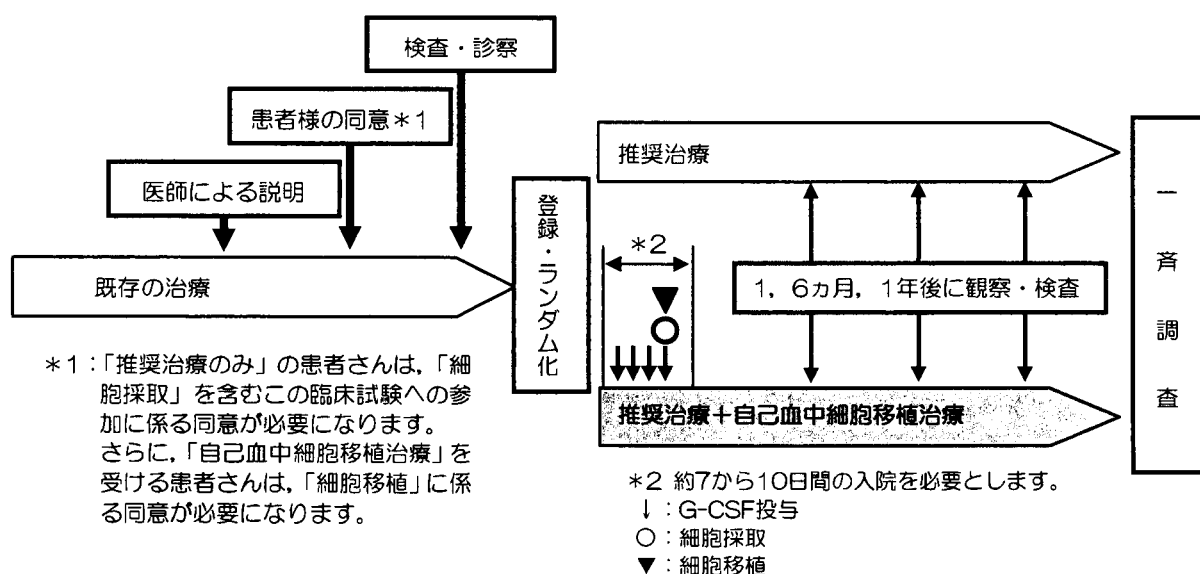 検査・診察
患者様の同意*1
医師による説明
既存の治療
登録・ランダム化
推奨治療
*2
1, 6ヵ月, 1年後に観察・検査
推奨治療+自己血中細胞移植治療
一斉調査
*1:「推奨治療のみ」の患者さんは,「細
胞採取」を含むこの臨床試験への参
加に係る同意が必要になります。
さらに,「自己血中細胞移植治療」を
受ける患者さんは,「細胞移植」に係
る同意が必要になります。
*2 約7から10日間の入院を必要とします。
↓:G-CSF投与
○:細胞採取
▼:細胞移植